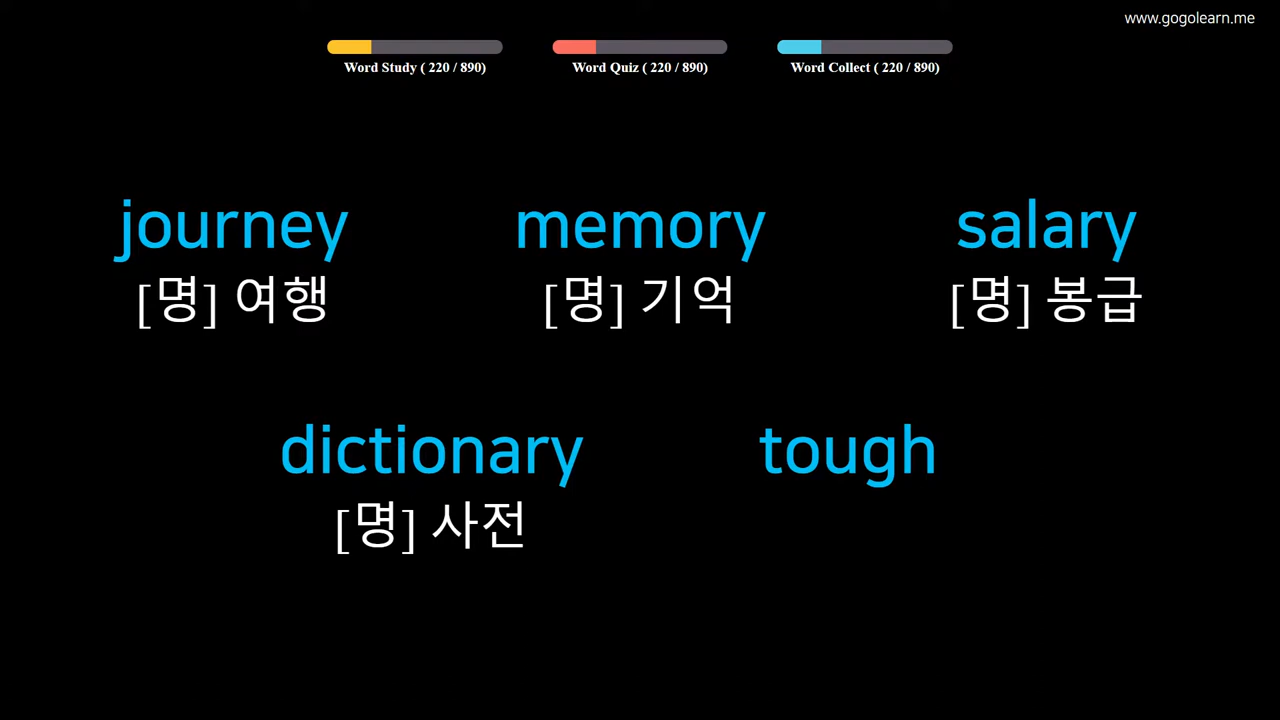 www.gogolearn.me
Word Study ( 220 / 890)
Word Quiz ( 220 / 890)
Word Collect ( 220 / 890)
journey
[명] 여행
memory
[명] 기억
salary
[명] 봉급
dictionary
[명] 사전
tough